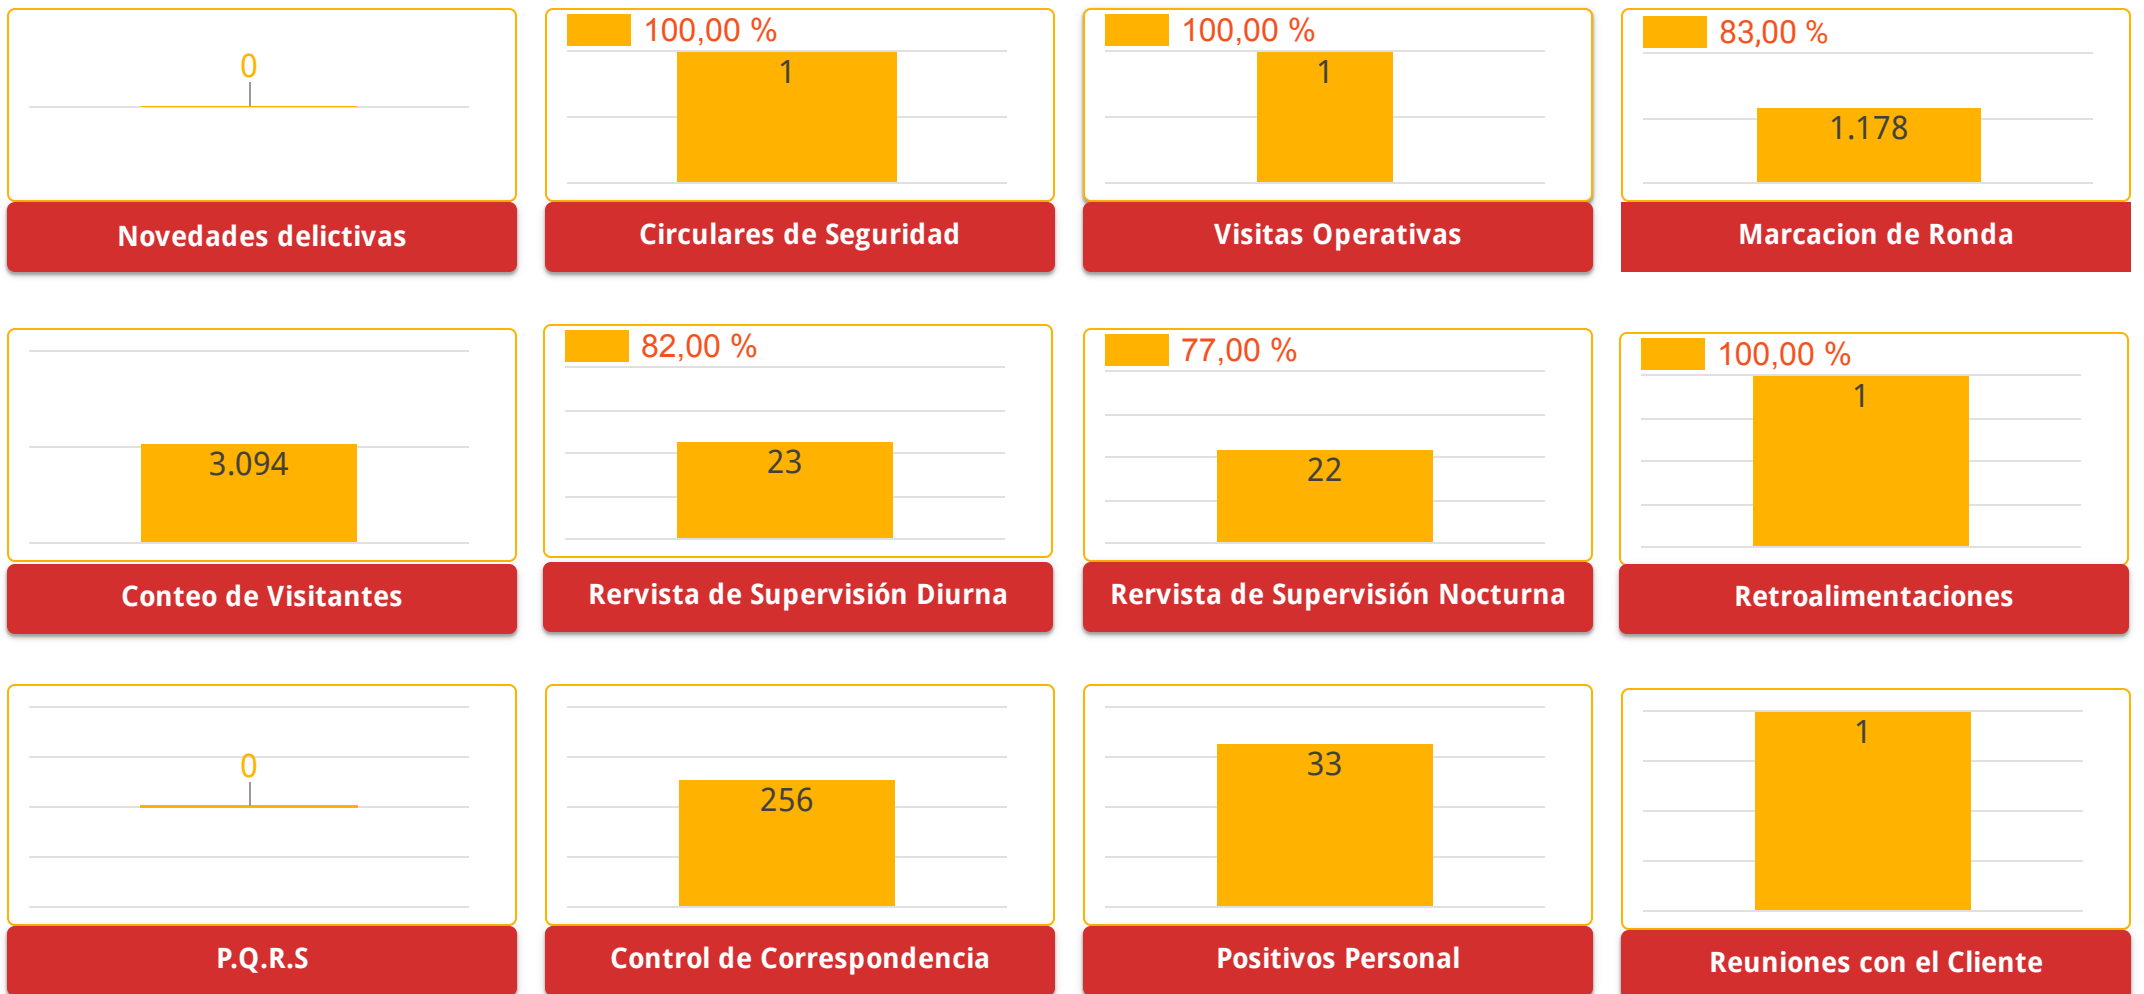 0
Novedades delictivas
100,00 %
1
Circulares de Seguridad
100,00 %
1
Visitas Operativas
83,00 %
1.178
Marcacion de Ronda
3.094
Conteo de Visitantes
82,00 %
23
Rervista de Supervisión Diurna
77,00 %
22
Rervista de Supervisión Nocturna
100,00 %
1
Retroalimentaciones
0
P.Q.R.S
256
Control de Correspondencia
33
Positivos Personal
1
Reuniones con el Cliente